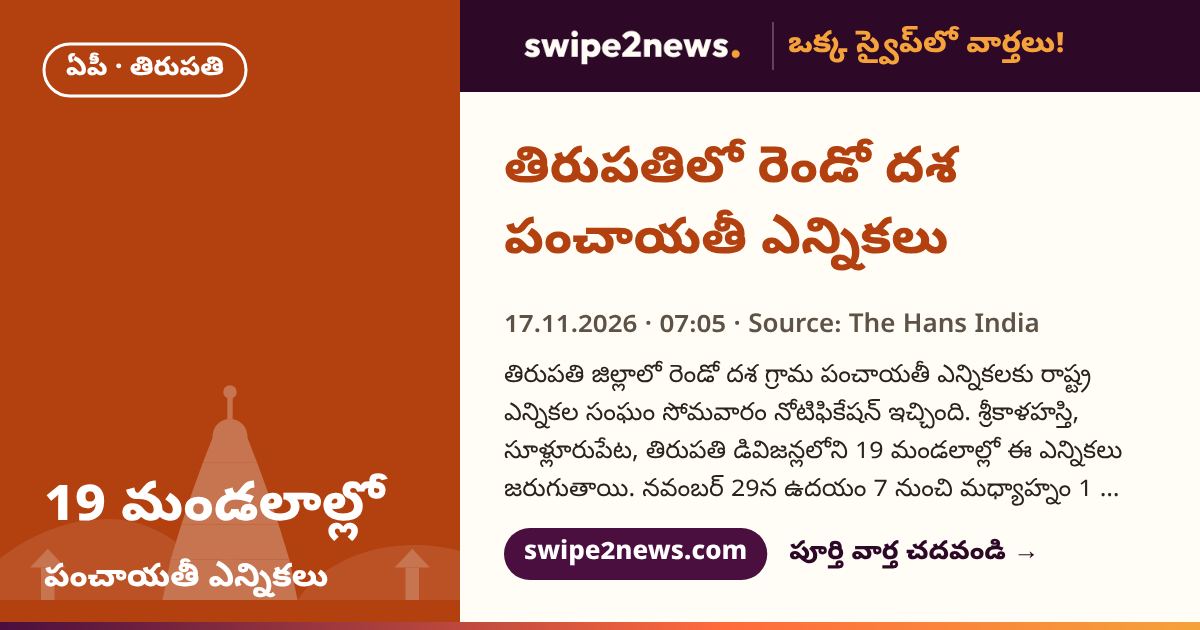 ఏపీ · తిరుపతి
19 మండలాల్లో
పంచాయతీ ఎన్నికలు
swipe2news.
ఒక్క స్వైప్‌లో వార్తలు!
తిరుపతిలో రెండో దశ
పంచాయతీ ఎన్నికలు
17.11.2026 · 07:05 · Source: The Hans India
తిరుపతి జిల్లాలో రెండో దశ గ్రామ పంచాయతీ ఎన్నికలకు రాష్ట్ర
ఎన్నికల సంఘం సోమవారం నోటిఫికేషన్ ఇచ్చింది. శ్రీకాళహస్తి,
సూళ్లూరుపేట, తిరుపతి డివిజన్లలోని 19 మండలాల్లో ఈ ఎన్నికలు
జరుగుతాయి. నవంబర్ 29న ఉదయం 7 నుంచి మధ్యాహ్నం 1 ...
swipe2news.com
పూర్తి వార్త చదవండి →